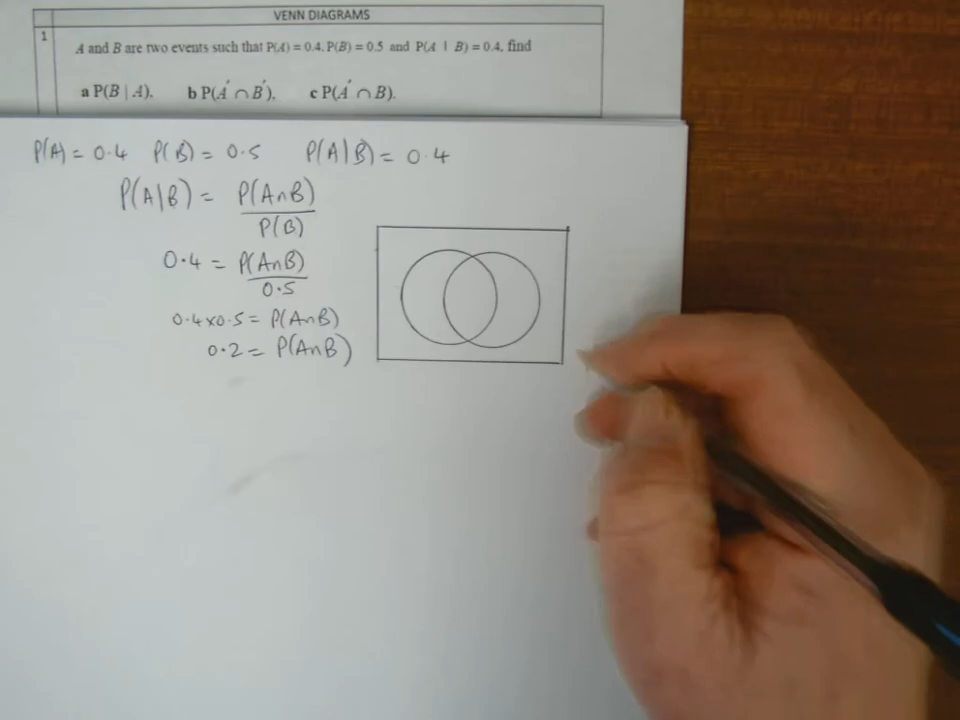 VENN DIAGRAMS
1
A and B are two events such that P(A) = 0.4, P(B) = 0.5 and P(A | B) = 0.4, find
a P(B | A), b P(A′ ∩ B′), c P(A′ ∩ B).
P(A) = 0.4 P(B) = 0.5 P(A|B) = 0.4
P(A|B) = P(A∩B)
P(B)
0.4 = P(A∩B)
0.5
0.4×0.5 = P(A∩B)
0.2 = P(A∩B)